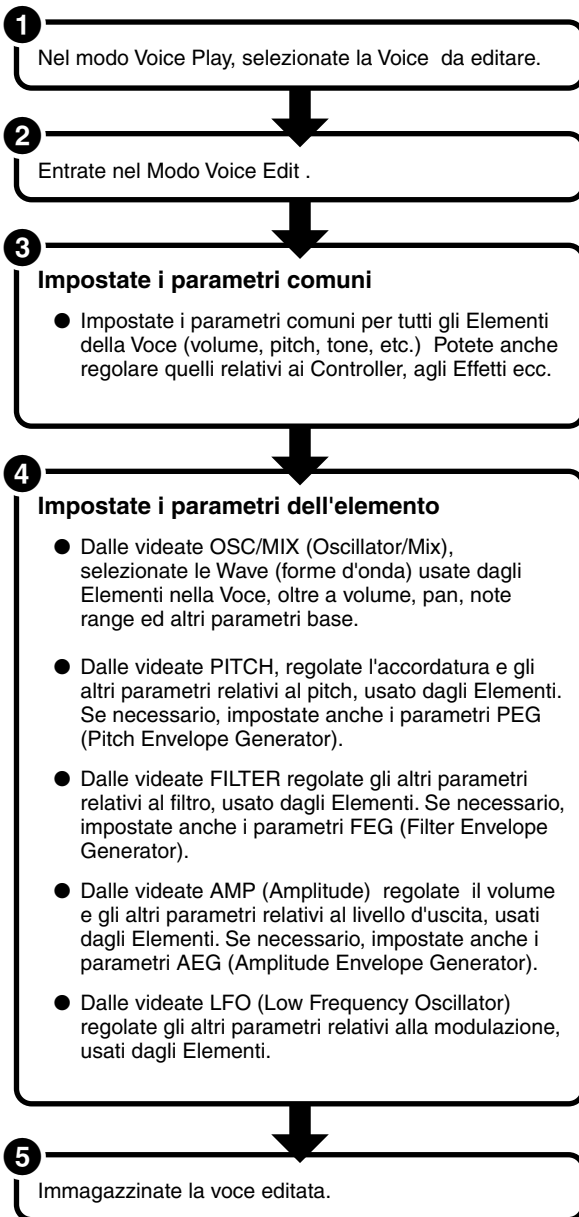 1
Nel modo Voice Play, selezionate la Voice da editare.
2
Entrate nel Modo Voice Edit .
3
Impostate i parametri comuni
● Impostate i parametri comuni per tutti gli Elementi
della Voce (volume, pitch, tone, etc.) Potete anche
regolare quelli relativi ai Controller, agli Effetti ecc.
4
Impostate i parametri dell'elemento
● Dalle videate OSC/MIX (Oscillator/Mix),
selezionate le Wave (forme d'onda) usate dagli
Elementi nella Voce, oltre a volume, pan, note
range ed altri parametri base.
● Dalle videate PITCH, regolate l'accordatura e gli
altri parametri relativi al pitch, usato dagli Elementi.
Se necessario, impostate anche i parametri PEG
(Pitch Envelope Generator).
● Dalle videate FILTER regolate gli altri parametri
relativi al filtro, usato dagli Elementi. Se necessario,
impostate anche i parametri FEG (Filter Envelope
Generator).
● Dalle videate AMP (Amplitude) regolate il volume
e gli altri parametri relativi al livello d'uscita, usati
dagli Elementi. Se necessario, impostate anche i
parametri AEG (Amplitude Envelope Generator).
● Dalle videate LFO (Low Frequency Oscillator)
regolate gli altri parametri relativi alla modulazione,
usati dagli Elementi.
5
Immagazzinate la voce editata.